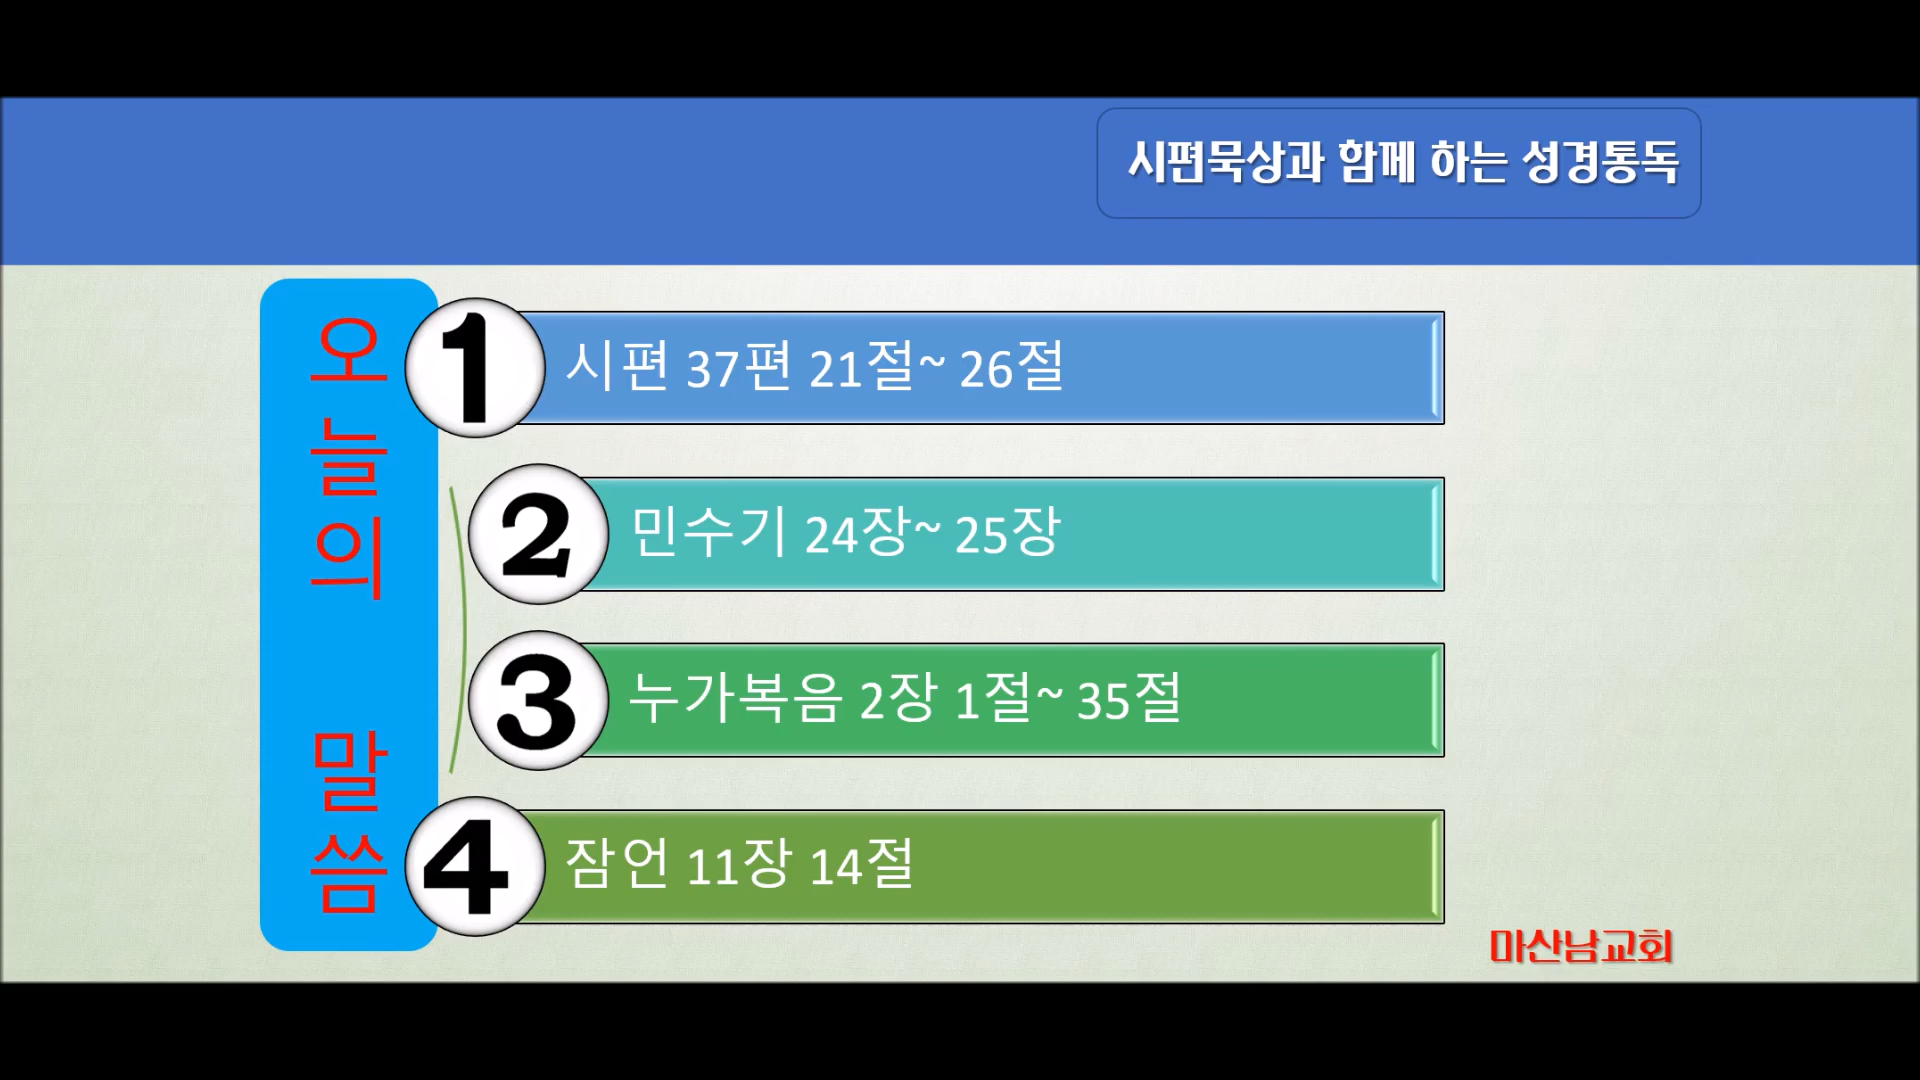 시편묵상과 함께 하는 성경통독
오늘의 말씀
1 시편 37편 21절~ 26절
2 민수기 24장~ 25장
3 누가복음 2장 1절~ 35절
4 잠언 11장 14절
마산남교회